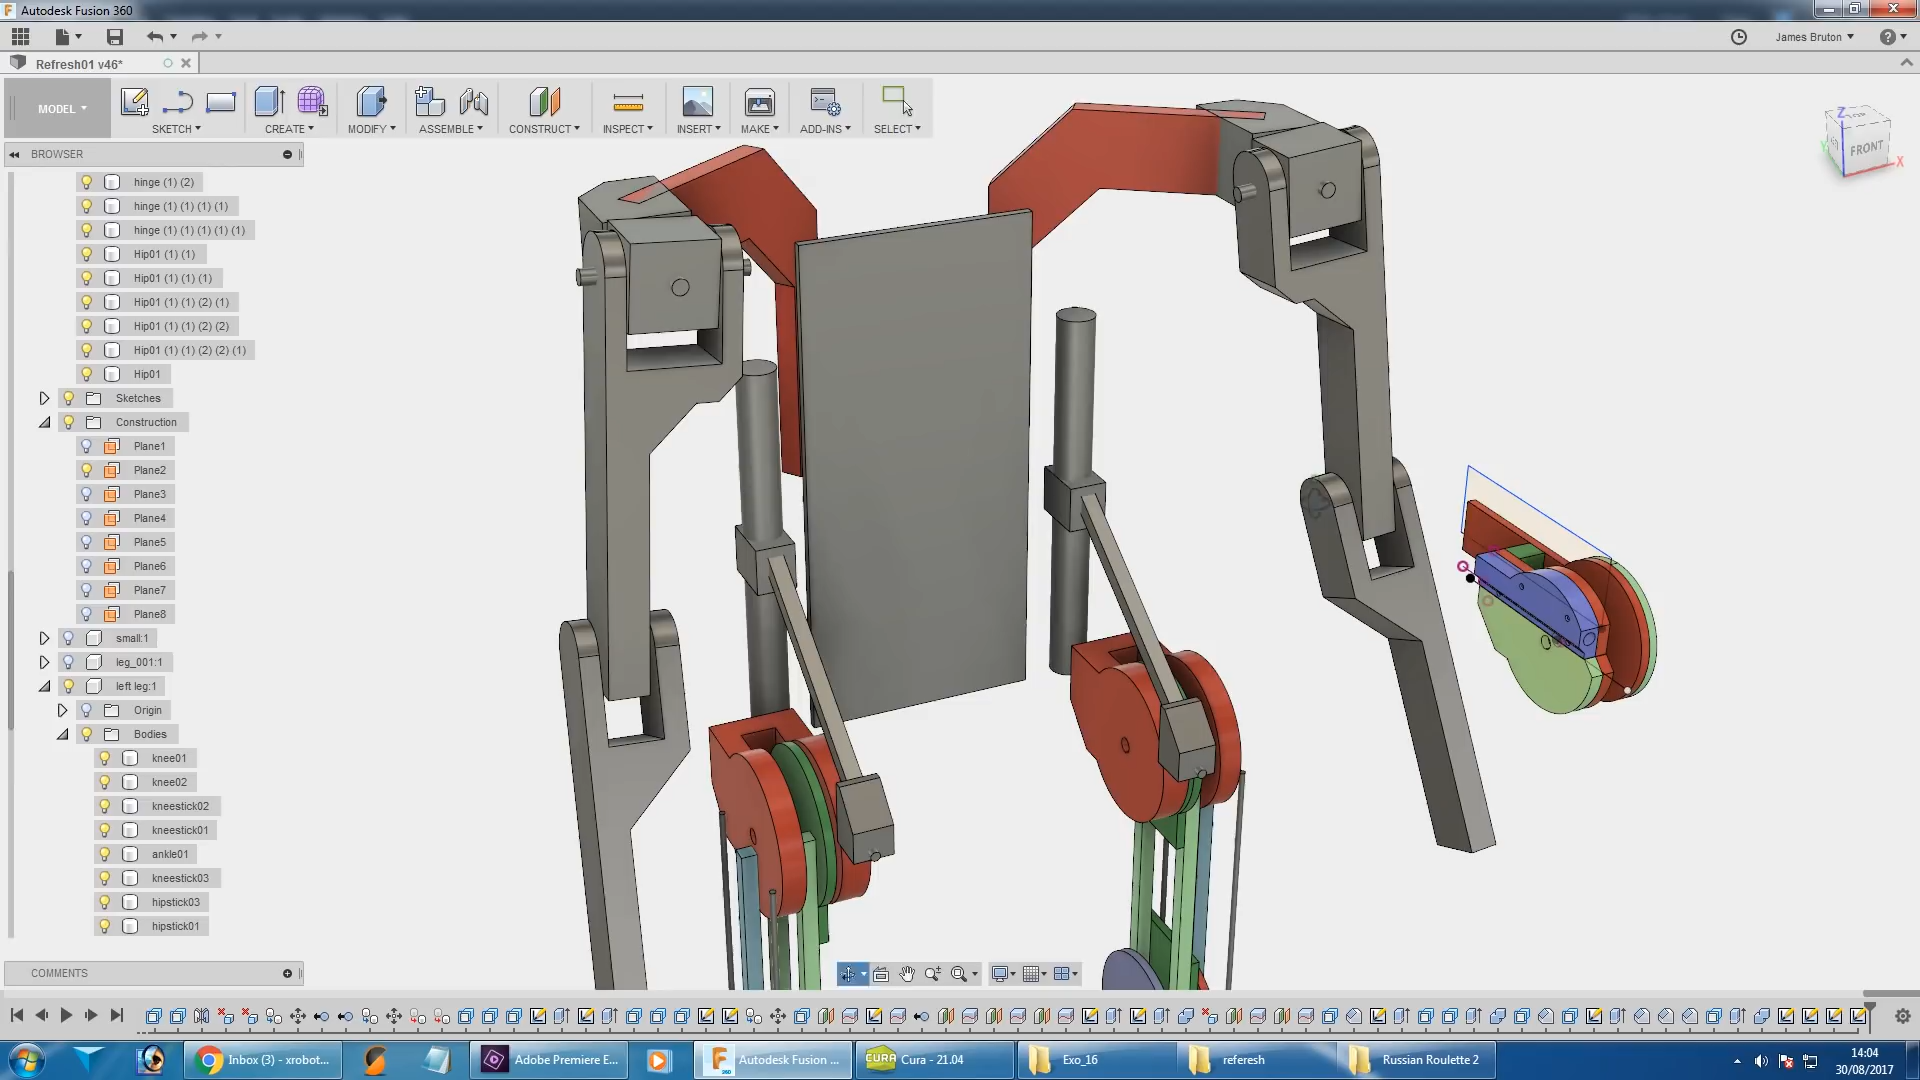 Autodesk Fusion 360
James Bruton
Refresh01 v46*
MODEL
SKETCH
CREATE
MODIFY
ASSEMBLE
CONSTRUCT
INSPECT
INSERT
MAKE
ADD-INS
SELECT
BROWSER
hinge (1) (2)
hinge (1) (1) (1) (1)
hinge (1) (1) (1) (1) (1)
Hip01 (1) (1)
Hip01 (1) (1) (1)
Hip01 (1) (1) (2) (1)
Hip01 (1) (1) (2) (2)
Hip01 (1) (1) (2) (2) (1)
Hip01
Sketches
Construction
Plane1
Plane2
Plane3
Plane4
Plane5
Plane6
Plane7
Plane8
small:1
leg_001:1
left leg:1
Origin
Bodies
knee01
knee02
kneestick02
kneestick01
ankle01
kneestick03
hipstick03
hipstick01
COMMENTS
Z
TOP
FRONT
X
Inbox (3) - xrobot...
Adobe Premiere E...
Autodesk Fusion ...
CURA Cura - 21.04
Exo_16
referesh
Russian Roulette 2
14:04
30/08/2017